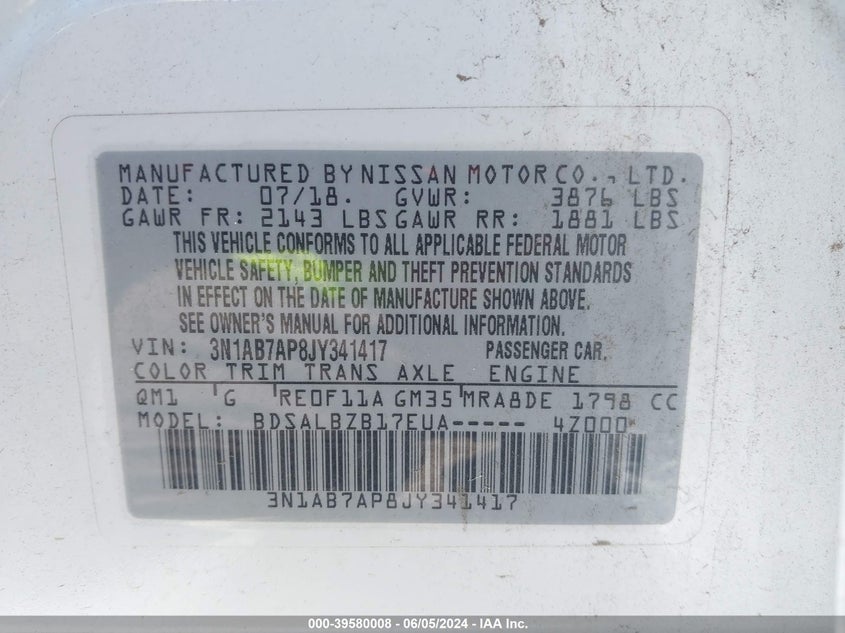 MANUFACTURED BY NISSAN MOTOR CO., LTD.
DATE: 07/18. GVWR: 3876 LBS
GAWR FR: 2143 LBS GAWR RR: 1881 LBS
THIS VEHICLE CONFORMS TO ALL APPLICABLE FEDERAL MOTOR
VEHICLE SAFETY, BUMPER AND THEFT PREVENTION STANDARDS
IN EFFECT ON THE DATE OF MANUFACTURE SHOWN ABOVE.
SEE OWNER'S MANUAL FOR ADDITIONAL INFORMATION.
VIN: 3N1AB7AP8JY341417 PASSENGER CAR.
COLOR TRIM TRANS AXLE ENGINE
QM1 G RE0F11A GM35 MRA8DE 1798 CC
MODEL: BDSALBZB17EUA----- 4Z000
3N1AB7AP8JY341417
000-39580008 - 06/05/2024 - IAA Inc.